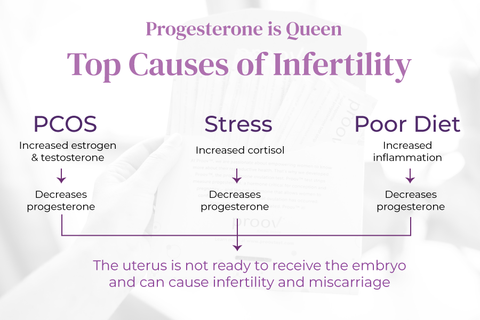 Progesterone is Queen
Top Causes of Infertility
PCOS
Increased estrogen
& testosterone
Decreases
progesterone
Stress
Increased cortisol
Decreases
progesterone
Poor Diet
Increased
inflammation
Decreases
progesterone
The uterus is not ready to receive the embryo
and can cause infertility and miscarriage
proov
proov